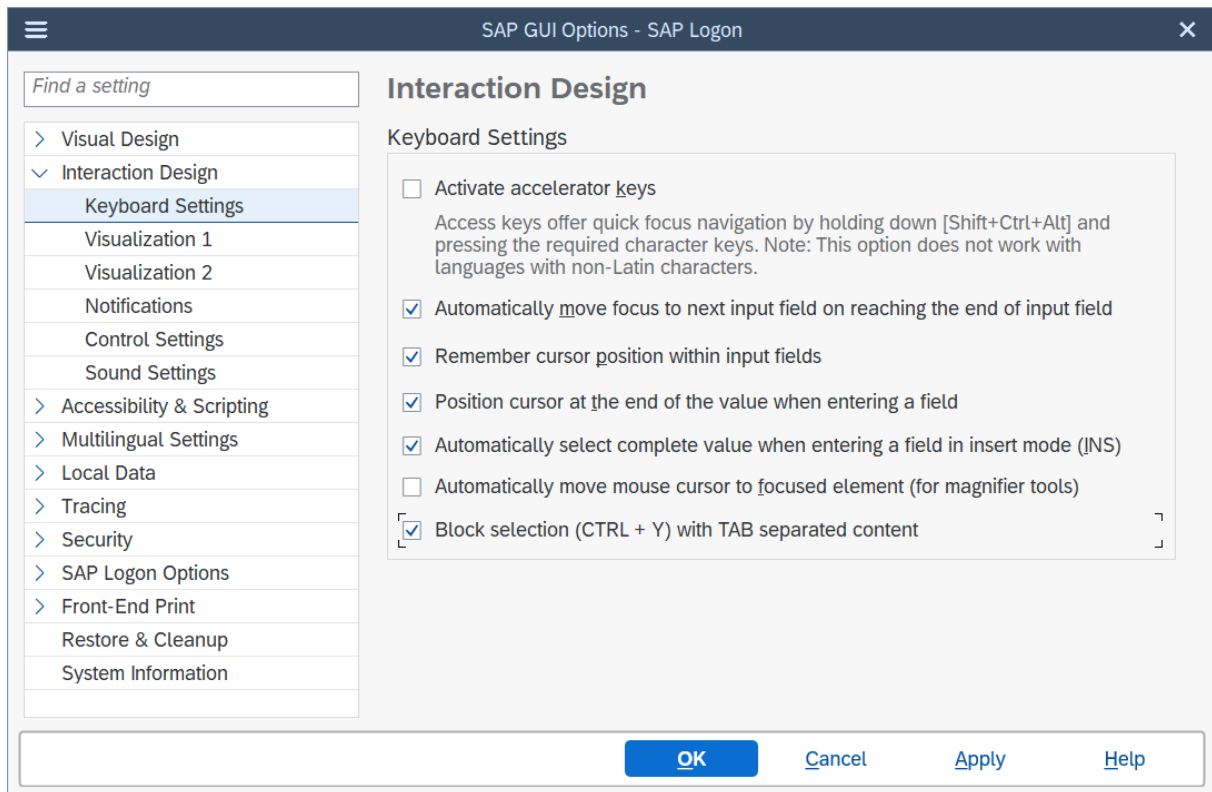 SAP GUI Options - SAP Logon
Find a setting
Visual Design
Interaction Design
Keyboard Settings
Visualization 1
Visualization 2
Notifications
Control Settings
Sound Settings
Accessibility & Scripting
Multilingual Settings
Local Data
Tracing
Security
SAP Logon Options
Front-End Print
Restore & Cleanup
System Information
Interaction Design
Keyboard Settings
Activate accelerator keys
Access keys offer quick focus navigation by holding down [Shift+Ctrl+Alt] and
pressing the required character keys. Note: This option does not work with
languages with non-Latin characters.
Automatically move focus to next input field on reaching the end of input field
Remember cursor position within input fields
Position cursor at the end of the value when entering a field
Automatically select complete value when entering a field in insert mode (INS)
Automatically move mouse cursor to focused element (for magnifier tools)
Block selection (CTRL + Y) with TAB separated content
OK Cancel Apply Help